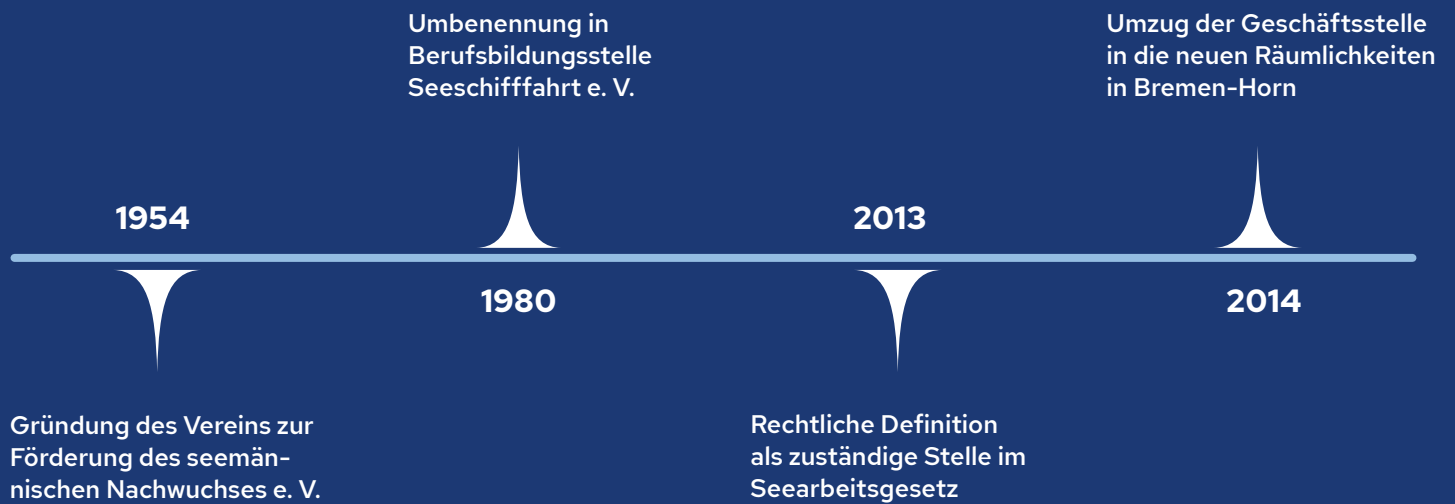 Umbenennung in
Berufsbildungsstelle
Seeschifffahrt e. V.
Umzug der Geschäftsstelle
in die neuen Räumlichkeiten
in Bremen-Horn
1954
2013
1980
2014
Gründung des Vereins zur
Förderung des seemän-
nischen Nachwuchses e. V.
Rechtliche Definition
als zuständige Stelle im
Seearbeitsgesetz